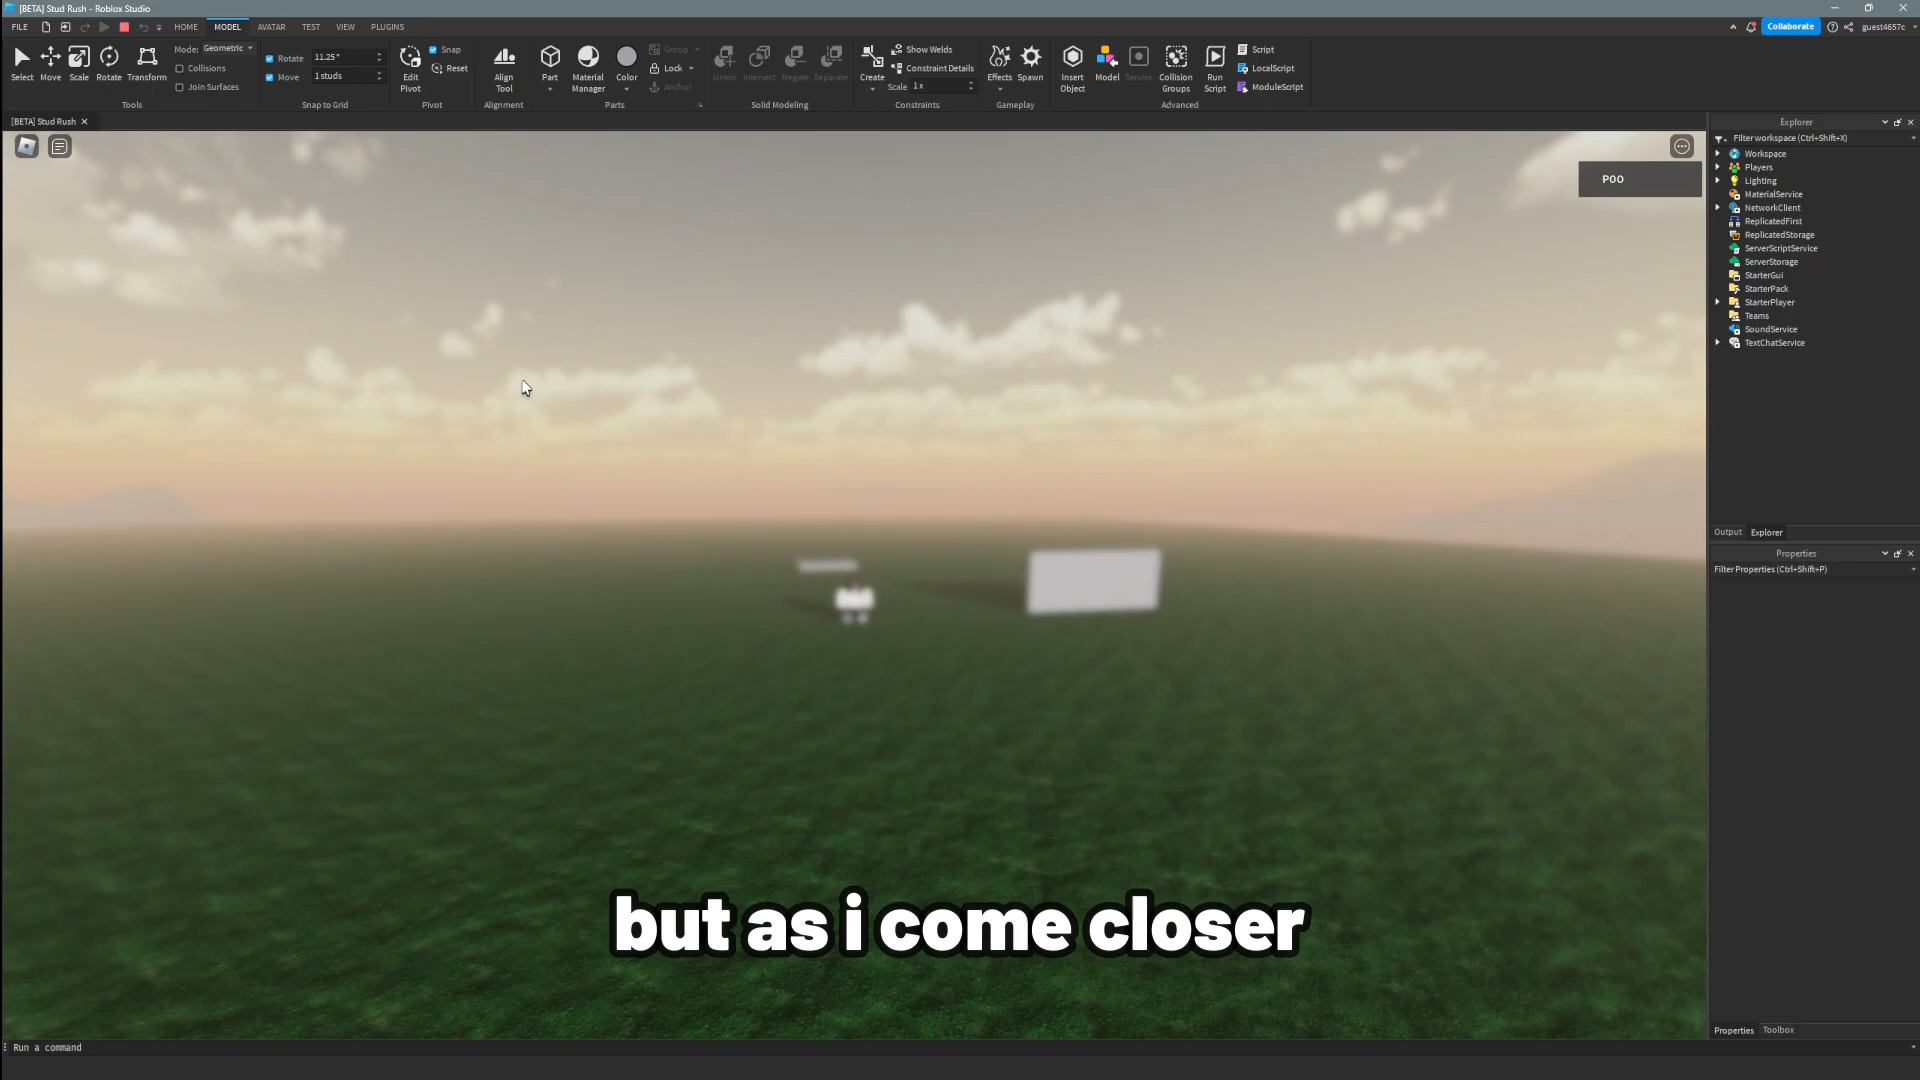 [BETA] Stud Rush - Roblox Studio
FILE
HOME
MODEL
AVATAR
TEST
VIEW
PLUGINS
Collaborate
guest4657c
Select
Move
Scale
Rotate
Transform
Mode: Geometric
Collisions
Join Surfaces
Tools
Rotate 11.25°
Move 1 studs
Snap to Grid
Edit
Pivot
Snap
Reset
Pivot
Align
Tool
Alignment
Part
Material
Manager
Color
Group
Lock
Anchor
Parts
Union
Intersect
Negate
Separate
Solid Modeling
Create
Show Welds
Constraint Details
Scale 1x
Constraints
Effects
Spawn
Gameplay
Insert
Object
Model
Service
Collision
Groups
Run
Script
Script
LocalScript
ModuleScript
Advanced
[BETA] Stud Rush
POO
Explorer
Filter workspace (Ctrl+Shift+X)
Workspace
Players
Lighting
MaterialService
NetworkClient
ReplicatedFirst
ReplicatedStorage
ServerScriptService
ServerStorage
StarterGui
StarterPack
StarterPlayer
Teams
SoundService
TextChatService
Output
Explorer
Properties
Filter Properties (Ctrl+Shift+P)
but as i come closer
Properties
Toolbox
Run a command